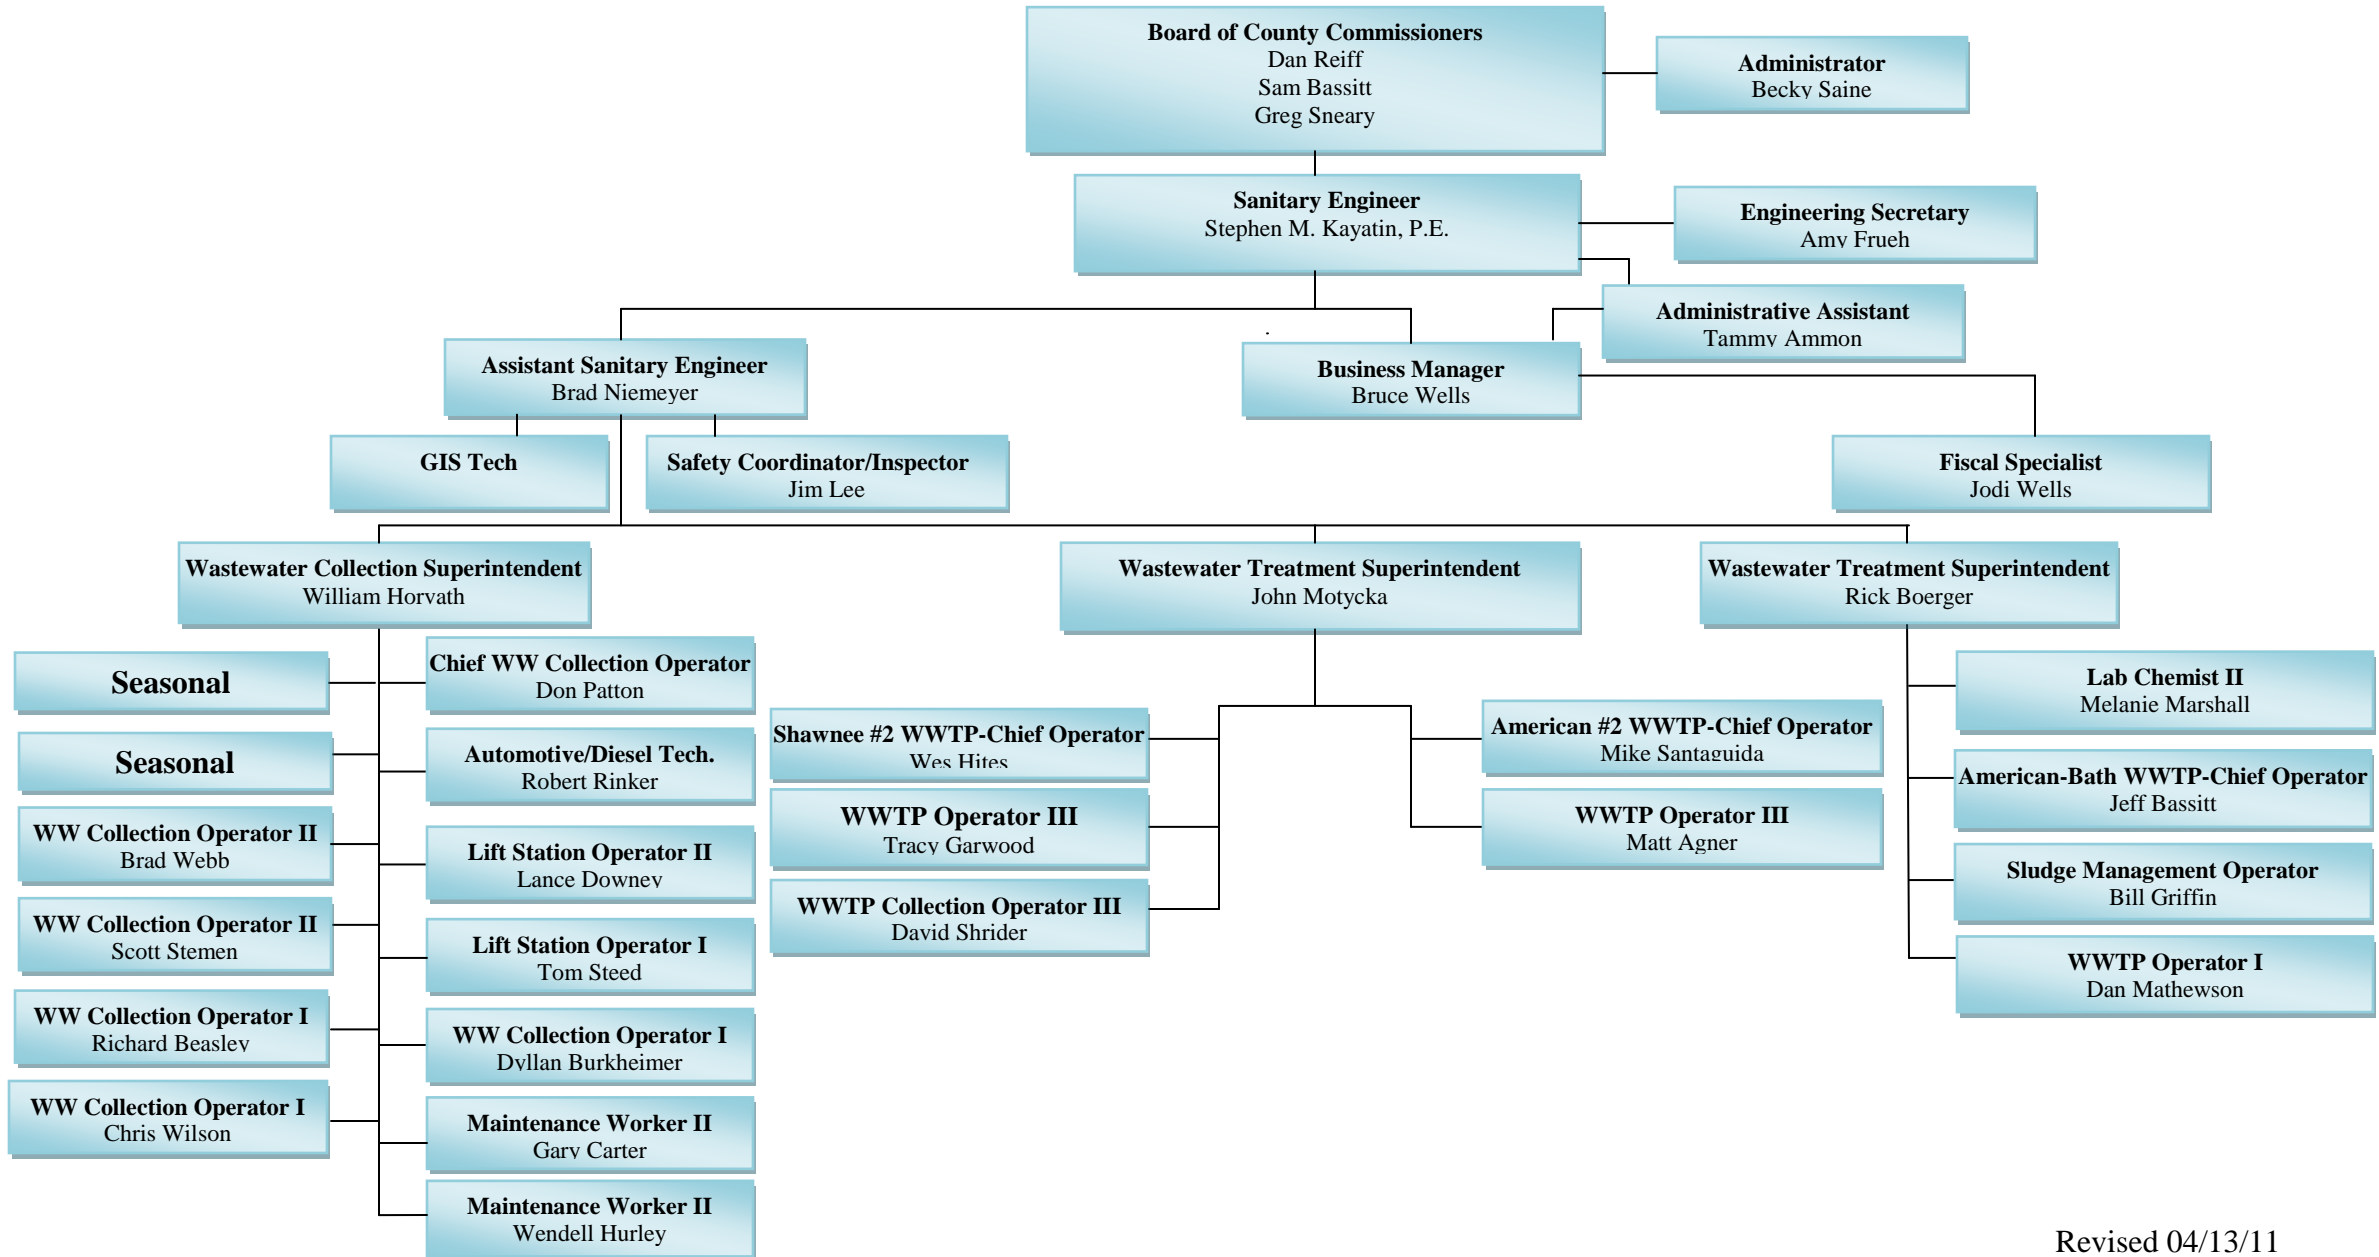 Board of County Commissioners
Dan Reiff
Sam Bassitt
Greg Sneary
Administrator
Becky Saine
Sanitary Engineer
Stephen M. Kayatin, P.E.
Engineering Secretary
Amy Frueh
Administrative Assistant
Tammy Ammon
Assistant Sanitary Engineer
Brad Niemeyer
Business Manager
Bruce Wells
GIS Tech
Safety Coordinator/Inspector
Jim Lee
Fiscal Specialist
Jodi Wells
Wastewater Collection Superintendent
William Horvath
Wastewater Treatment Superintendent
John Motycka
Wastewater Treatment Superintendent
Rick Boerger
Seasonal
Seasonal
WW Collection Operator II
Brad Webb
WW Collection Operator II
Scott Stemen
WW Collection Operator I
Richard Beasley
WW Collection Operator I
Chris Wilson
Chief WW Collection Operator
Don Patton
Automotive/Diesel Tech.
Robert Rinker
Lift Station Operator II
Lance Downey
Lift Station Operator I
Tom Steed
WW Collection Operator I
Dyllan Burkheimer
Maintenance Worker II
Gary Carter
Maintenance Worker II
Wendell Hurley
Shawnee #2 WWTP-Chief Operator
Wes Hites
WWTP Operator III
Tracy Garwood
WWTP Collection Operator III
David Shrider
American #2 WWTP-Chief Operator
Mike Santaguida
WWTP Operator III
Matt Agner
Lab Chemist II
Melanie Marshall
American-Bath WWTP-Chief Operator
Jeff Bassitt
Sludge Management Operator
Bill Griffin
WWTP Operator I
Dan Mathewson
Revised 04/13/11